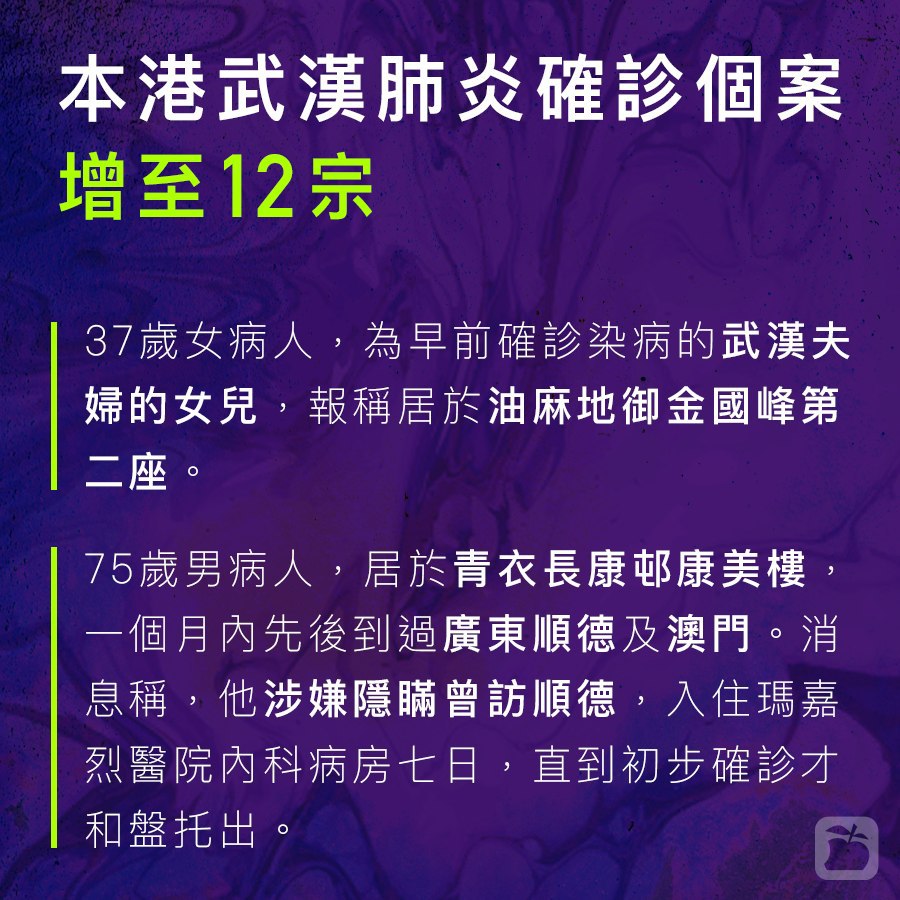 本港武漢肺炎確診個案
增至12宗
37歲女病人，為早前確診染病的武漢夫
婦的女兒，報稱居於油麻地御金國峰第
二座。
75歲男病人，居於青衣長康邨康美樓，
一個月內先後到過廣東順德及澳門。消
息稱，他涉嫌隱瞞曾訪順德，入住瑪嘉
烈醫院內科病房七日，直到初步確診才
和盤托出。